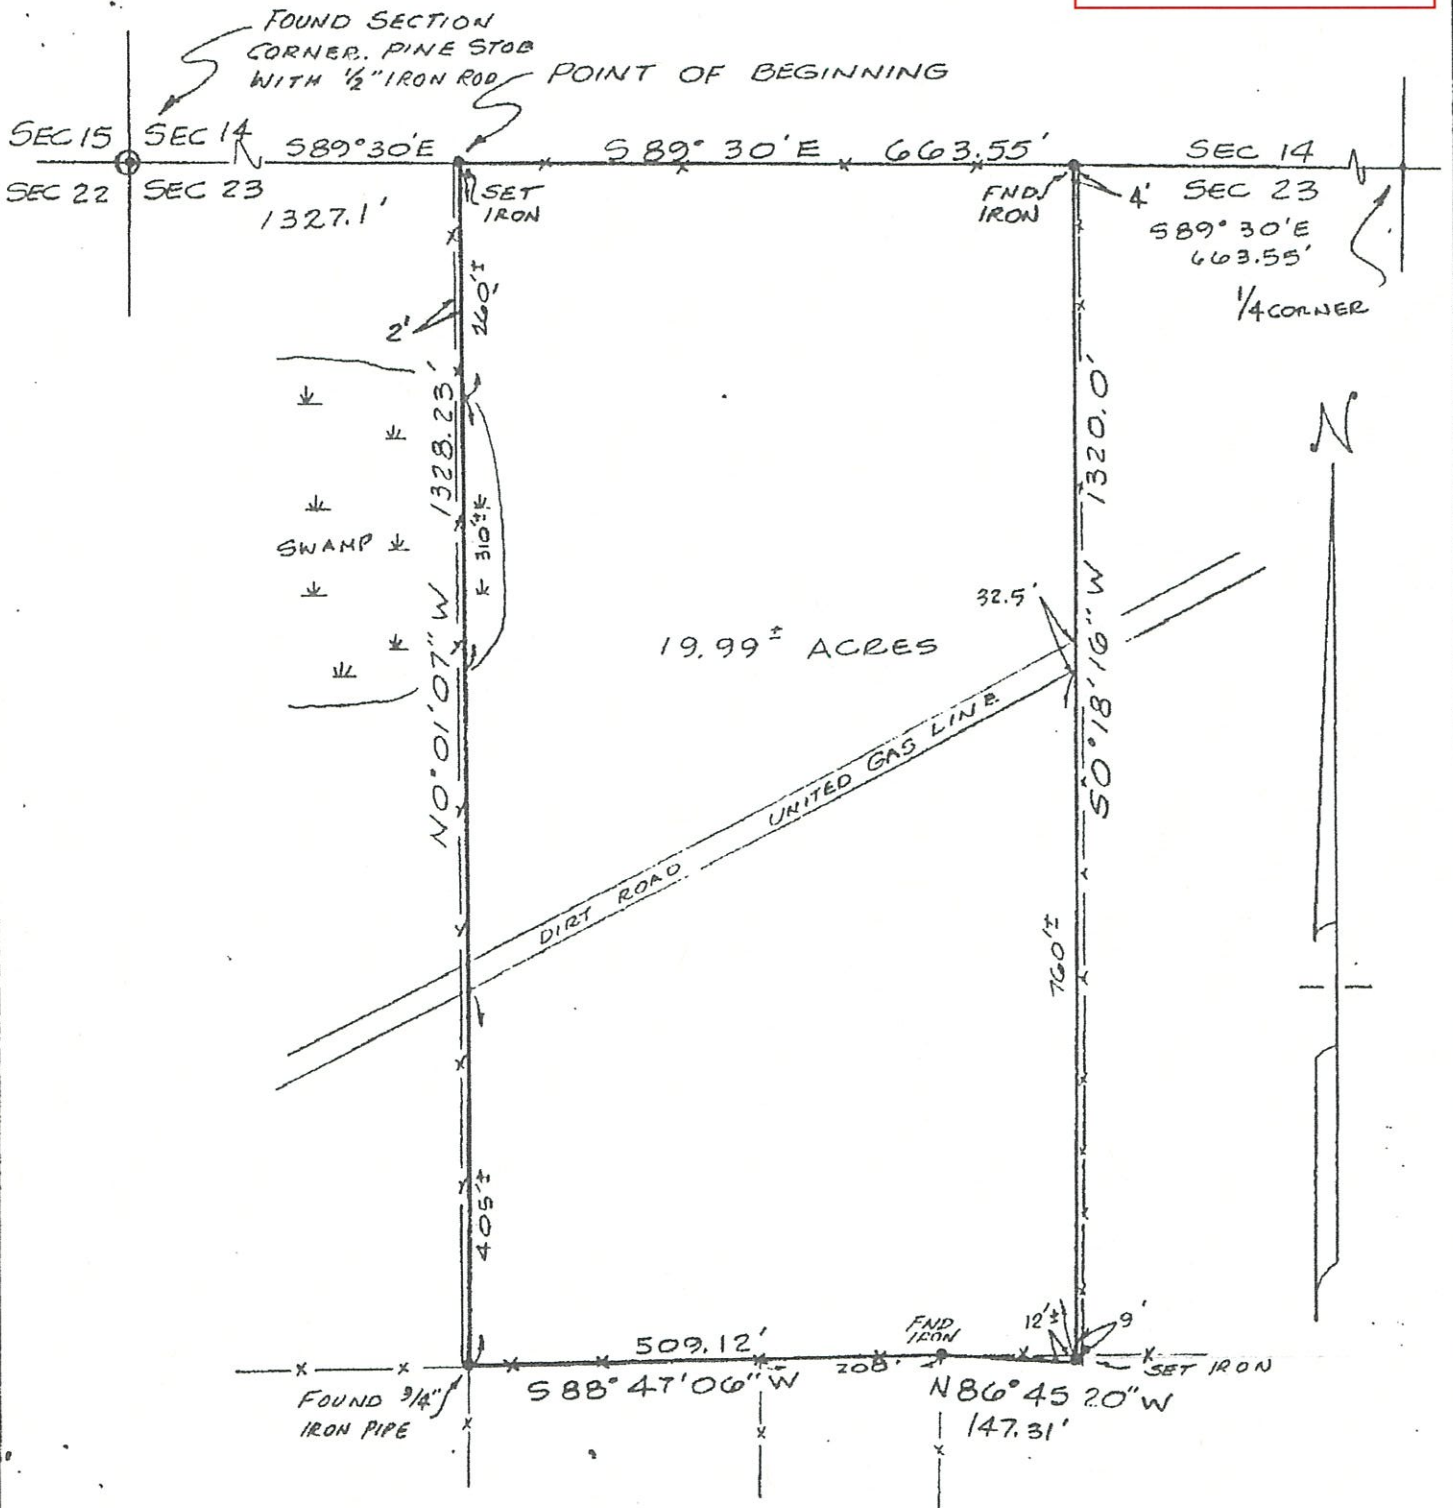 FOUND SECTION
CORNER. PINE STOB
WITH 1/2" IRON ROD
POINT OF BEGINNING
SEC 15
SEC 14
S89°30'E
S 89° 30'E
663.55'
SEC 14
SEC 22
SEC 23
1327.1'
SET
IRON
FND
IRON
4'
SEC 23
S89°30'E
663.55'
1/4 CORNER
2'
260'±
1328.23'
N0°01'07"W
SWAMP
310'±
N
1320.0'
S0°18'16"W
32.5'
19.99± ACRES
UNITED GAS LINE
DIRT ROAD
760'±
405'±
509.12'
S88°47'06"W
208'
FND
IRON
12'±
9'
SET IRON
N86°45 20"W
147.31'
FOUND 3/4"
IRON PIPE